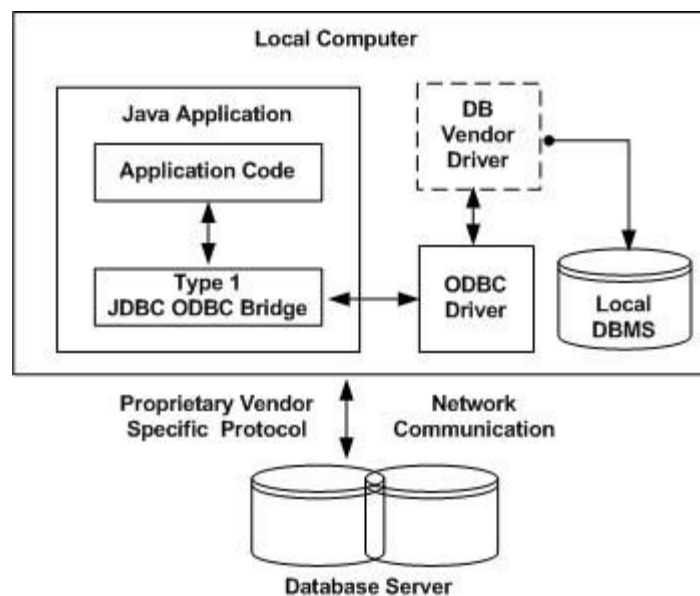 Local Computer
Java Application
Application Code
Type 1
JDBC ODBC Bridge
DB
Vendor
Driver
ODBC
Driver
Local
DBMS
Proprietary Vendor
Specific Protocol
Network
Communication
Database Server